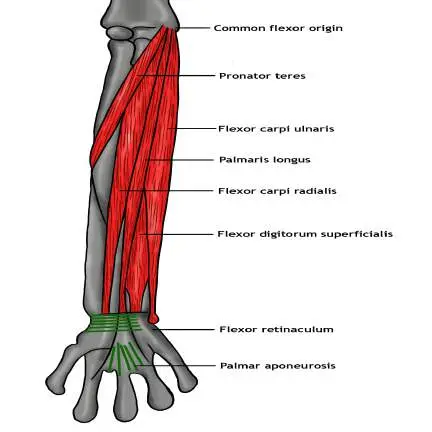 Common flexor origin
Pronator teres
Flexor carpi ulnaris
Palmaris longus
Flexor carpi radialis
Flexor digitorum superficialis
Flexor retinaculum
Palmar aponeurosis